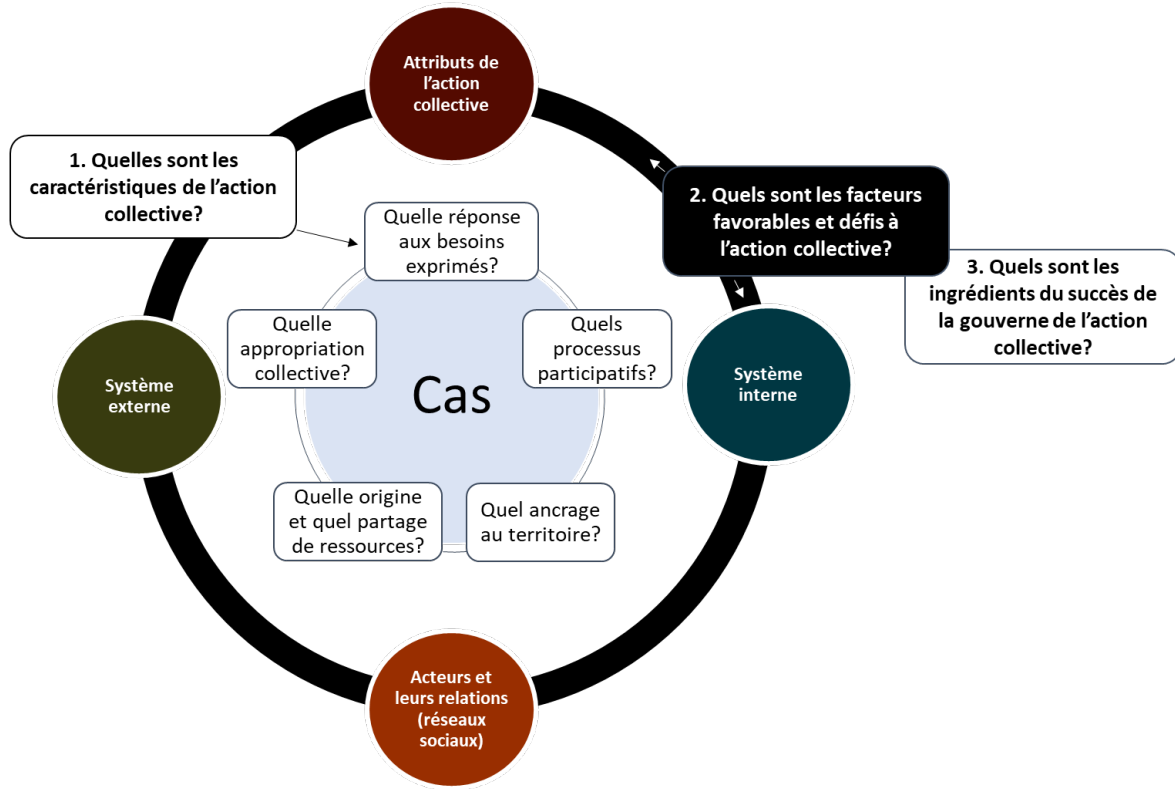 Attributs de
l'action
collective
1. Quelles sont les
caractéristiques de l'action
collective?
2. Quels sont les facteurs
favorables et défis à
l'action collective?
3. Quels sont les
ingrédients du succès de
la gouverne de l'action
collective?
Quelle réponse
aux besoins
exprimés?
Quelle
appropriation
collective?
Quels
processus
participatifs?
Cas
Système
externe
Système
interne
Quelle origine
et quel partage
de ressources?
Quel ancrage
au territoire?
Acteurs et
leurs relations
(réseaux
sociaux)